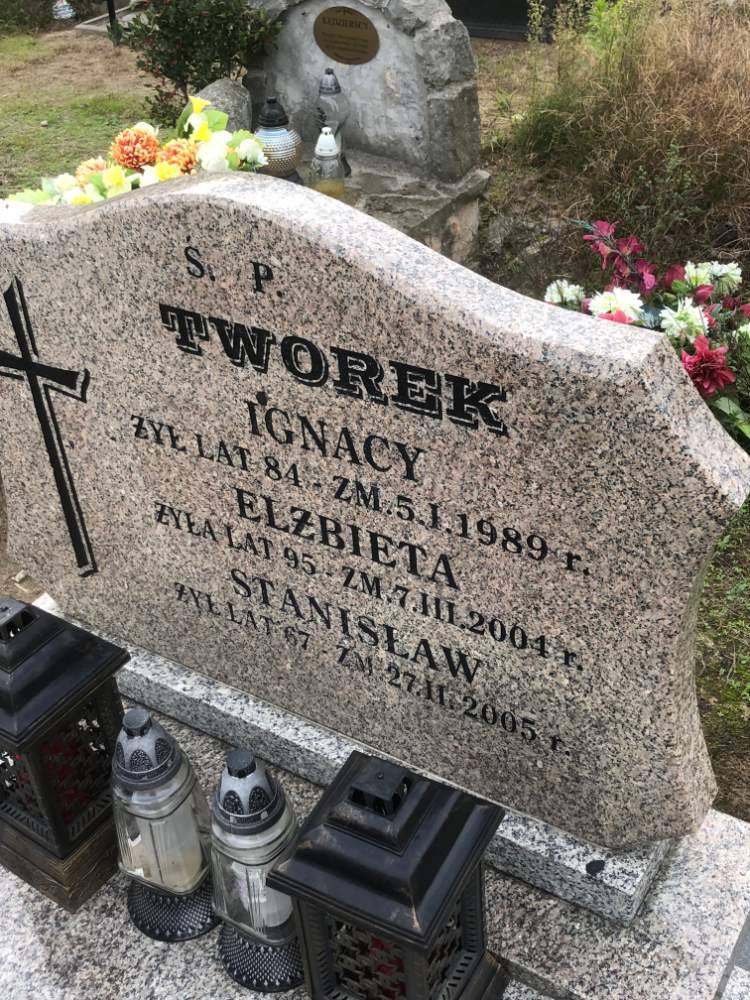 KĘDZIERSCY
Ś. P.
TWOREK
IGNACY
ŻYŁ LAT 84 - ZM. 5.I.1989 r.
ELŻBIETA
ŻYŁA LAT 95 - ZM. 7.III.2004 r.
STANISŁAW
ŻYŁ LAT 67 ZM 27.II.2005 r.